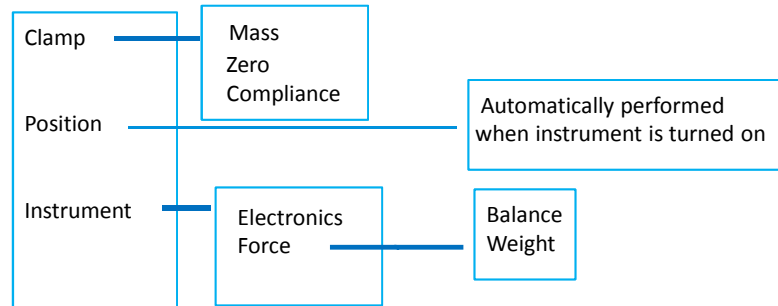 Clamp
Mass
Zero
Compliance
Position
Automatically performed
when instrument is turned on
Instrument
Electronics
Force
Balance
Weight